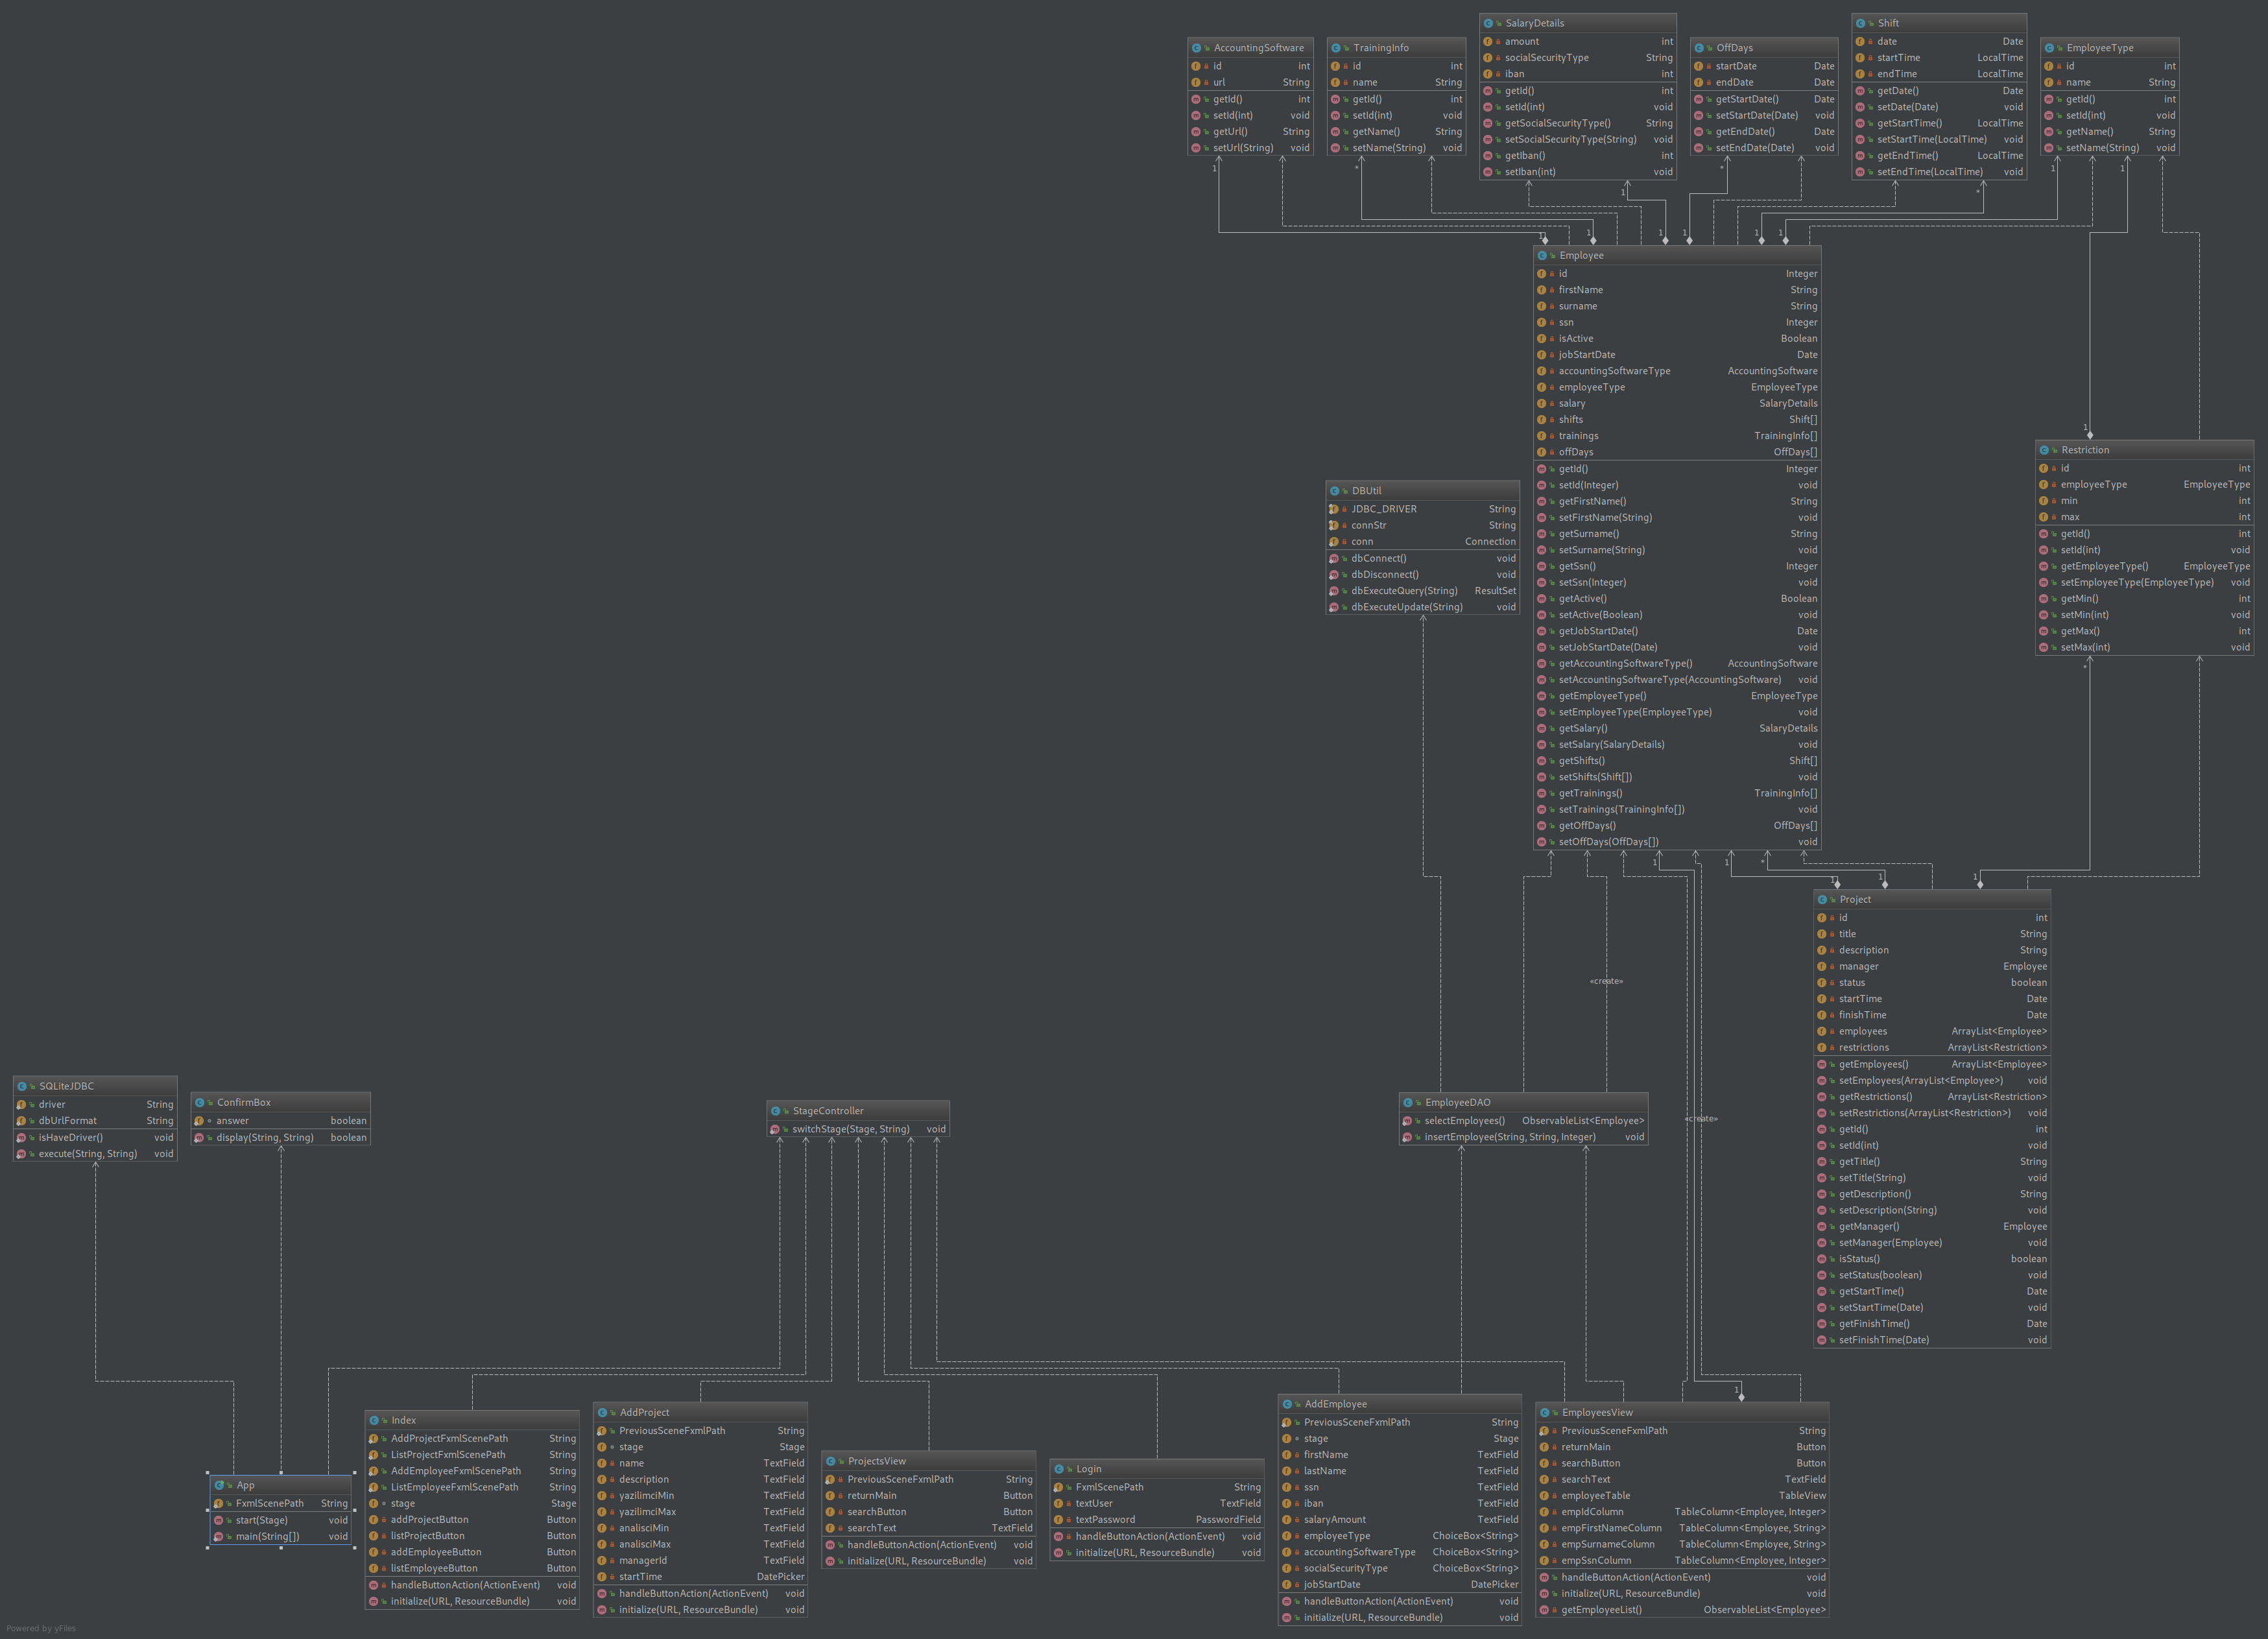 SalaryDetails
amount int
socialSecurityType String
iban int
getId() int
setId(int) void
getSocialSecurityType() String
setSocialSecurityType(String) void
getIban() int
setIban(int) void
Shift
date Date
startTime LocalTime
endTime LocalTime
getDate() Date
setDate(Date) void
getStartTime() LocalTime
setStartTime(LocalTime) void
getEndTime() LocalTime
setEndTime(LocalTime) void
AccountingSoftware
id int
url String
getId() int
setId(int) void
getUrl() String
setUrl(String) void
TrainingInfo
id int
name String
getId() int
setId(int) void
getName() String
setName(String) void
OffDays
startDate Date
endDate Date
getStartDate() Date
setStartDate(Date) void
getEndDate() Date
setEndDate(Date) void
EmployeeType
id int
name String
getId() int
setId(int) void
getName() String
setName(String) void
1
*
1
*
*
1
1
1
1
1
1
1
1
Employee
id Integer
firstName String
surname String
ssn Integer
isActive Boolean
jobStartDate Date
accountingSoftwareType AccountingSoftware
employeeType EmployeeType
salary SalaryDetails
shifts Shift[]
trainings TrainingInfo[]
offDays OffDays[]
getId() Integer
setId(Integer) void
getFirstName() String
setFirstName(String) void
getSurname() String
setSurname(String) void
getSsn() Integer
setSsn(Integer) void
getActive() Boolean
setActive(Boolean) void
getJobStartDate() Date
setJobStartDate(Date) void
getAccountingSoftwareType() AccountingSoftware
setAccountingSoftwareType(AccountingSoftware) void
getEmployeeType() EmployeeType
setEmployeeType(EmployeeType) void
getSalary() SalaryDetails
setSalary(SalaryDetails) void
getShifts() Shift[]
setShifts(Shift[]) void
getTrainings() TrainingInfo[]
setTrainings(TrainingInfo[]) void
getOffDays() OffDays[]
setOffDays(OffDays[]) void
1
Restriction
id int
employeeType EmployeeType
min int
max int
getId() int
setId(int) void
getEmployeeType() EmployeeType
setEmployeeType(EmployeeType) void
getMin() int
setMin(int) void
getMax() int
setMax(int) void
*
DBUtil
JDBC_DRIVER String
connStr String
conn Connection
dbConnect() void
dbDisconnect() void
dbExecuteQuery(String) ResultSet
dbExecuteUpdate(String) void
1
1
*
1
1
1
Project
id int
title String
description String
manager Employee
status boolean
startTime Date
finishTime Date
employees ArrayList<Employee>
restrictions ArrayList<Restriction>
getEmployees() ArrayList<Employee>
setEmployees(ArrayList<Employee>) void
getRestrictions() ArrayList<Restriction>
setRestrictions(ArrayList<Restriction>) void
getId() int
setId(int) void
getTitle() String
setTitle(String) void
getDescription() String
setDescription(String) void
getManager() Employee
setManager(Employee) void
isStatus() boolean
setStatus(boolean) void
getStartTime() Date
setStartTime(Date) void
getFinishTime() Date
setFinishTime(Date) void
«create»
«create»
SQLiteJDBC
driver String
dbUrlFormat String
isHaveDriver() void
execute(String, String) void
ConfirmBox
answer boolean
display(String, String) boolean
StageController
switchStage(Stage, String) void
EmployeeDAO
selectEmployees() ObservableList<Employee>
insertEmployee(String, String, Integer) void
App
FxmlScenePath String
start(Stage) void
main(String[]) void
Index
AddProjectFxmlScenePath String
ListProjectFxmlScenePath String
AddEmployeeFxmlScenePath String
ListEmployeeFxmlScenePath String
stage Stage
addProjectButton Button
listProjectButton Button
addEmployeeButton Button
listEmployeeButton Button
handleButtonAction(ActionEvent) void
initialize(URL, ResourceBundle) void
AddProject
PreviousSceneFxmlPath String
stage Stage
name TextField
description TextField
yazilimciMin TextField
yazilimciMax TextField
analisciMin TextField
analisciMax TextField
managerId TextField
startTime DatePicker
handleButtonAction(ActionEvent) void
initialize(URL, ResourceBundle) void
ProjectsView
PreviousSceneFxmlPath String
returnMain Button
searchButton Button
searchText TextField
handleButtonAction(ActionEvent) void
initialize(URL, ResourceBundle) void
Login
FxmlScenePath String
textUser TextField
textPassword PasswordField
handleButtonAction(ActionEvent) void
initialize(URL, ResourceBundle) void
AddEmployee
PreviousSceneFxmlPath String
stage Stage
firstName TextField
lastName TextField
ssn TextField
iban TextField
salaryAmount TextField
employeeType ChoiceBox<String>
accountingSoftwareType ChoiceBox<String>
socialSecurityType ChoiceBox<String>
jobStartDate DatePicker
handleButtonAction(ActionEvent) void
initialize(URL, ResourceBundle) void
1
EmployeesView
PreviousSceneFxmlPath String
returnMain Button
searchButton Button
searchText TextField
employeeTable TableView
empIdColumn TableColumn<Employee, Integer>
empFirstNameColumn TableColumn<Employee, String>
empSurnameColumn TableColumn<Employee, String>
empSsnColumn TableColumn<Employee, Integer>
handleButtonAction(ActionEvent) void
initialize(URL, ResourceBundle) void
getEmployeeList() ObservableList<Employee>
Powered by yFiles